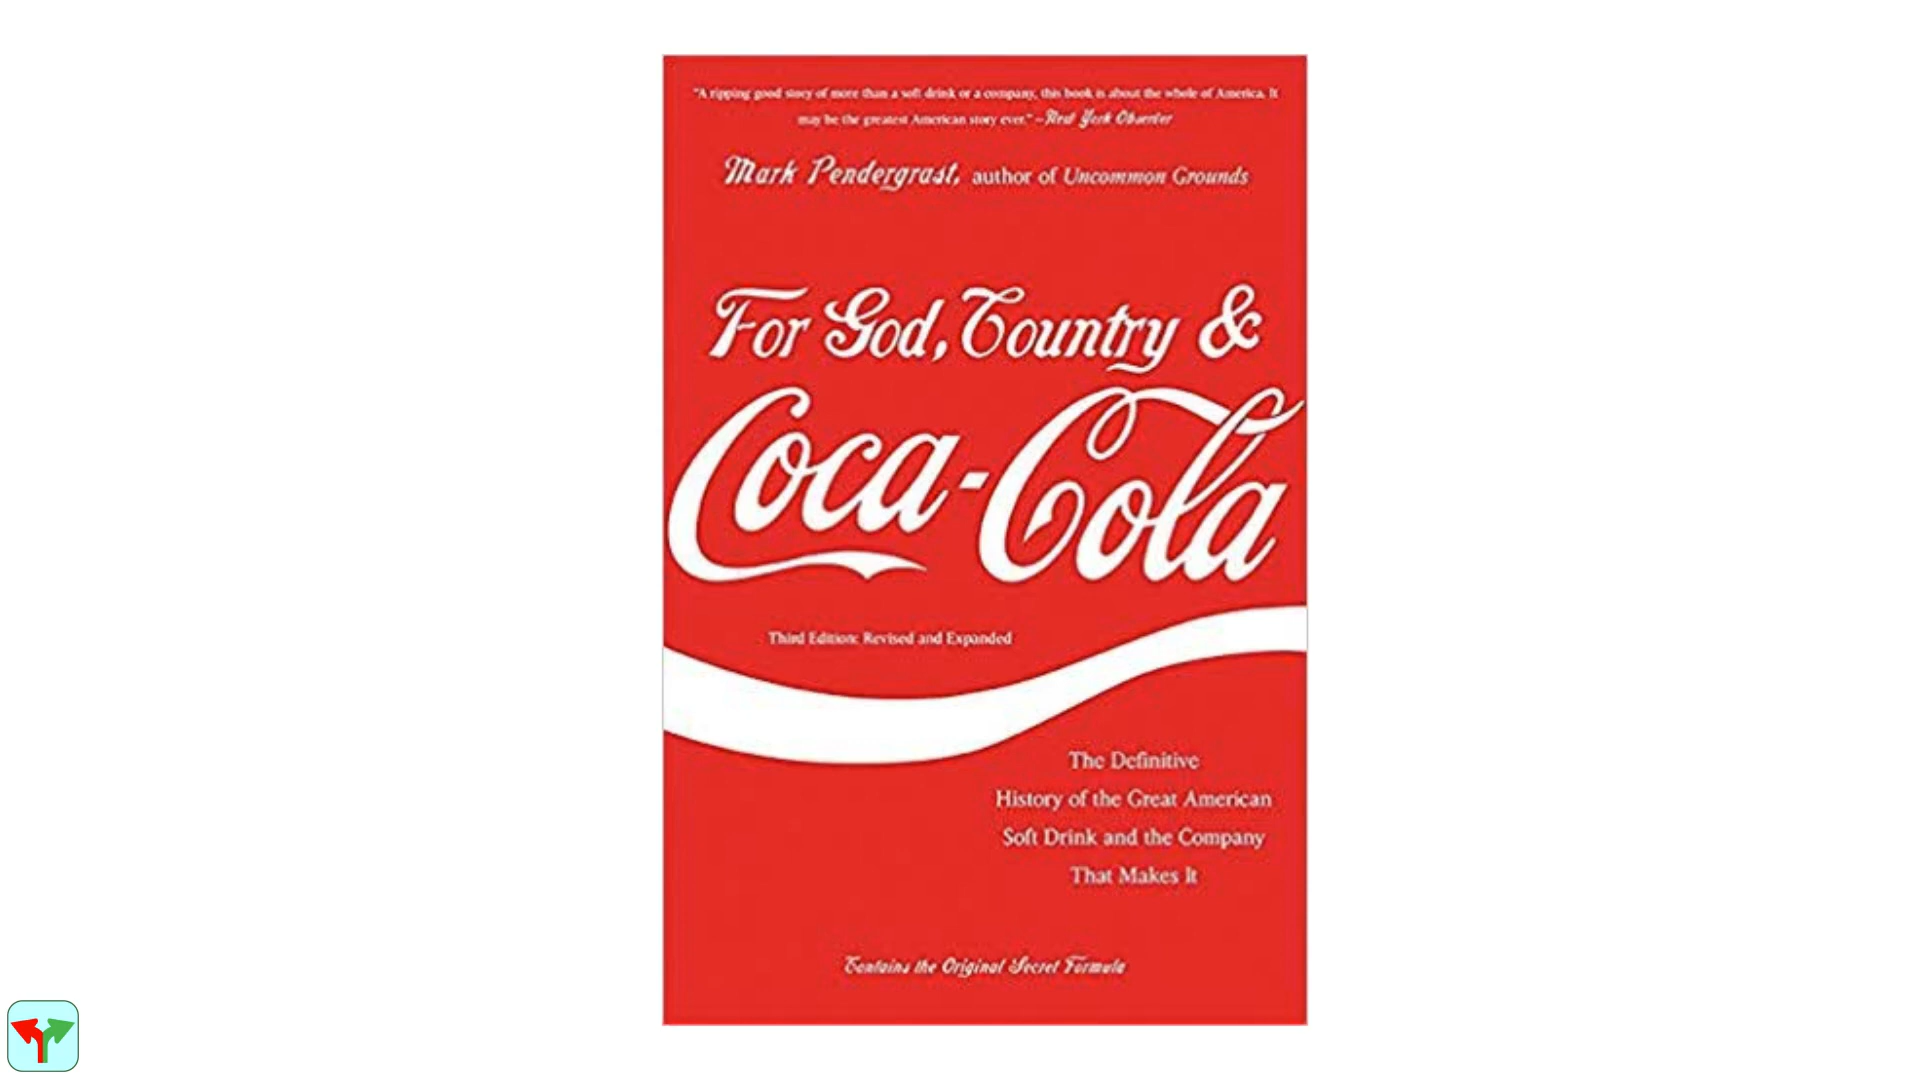 "A ripping good story of more than a soft drink or a company, this book is about the whole of America. It
may be the greatest American story ever." –New York Observer
Mark Pendergrast, author of Uncommon Grounds
For God, Country &
Coca-Cola
Third Edition: Revised and Expanded
The Definitive
History of the Great American
Soft Drink and the Company
That Makes It
Contains the Original Secret Formula